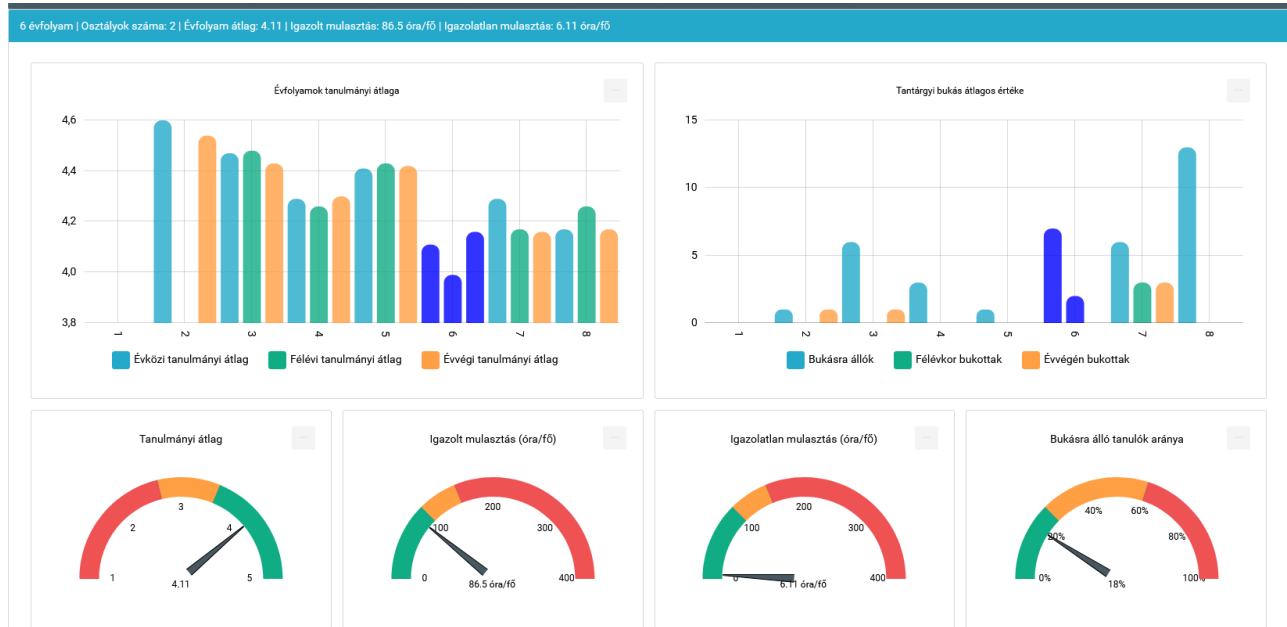 6 évfolyam | Osztályok száma: 2 | Évfolyam átlag: 4.11 | Igazolt mulasztás: 86.5 óra/fő | Igazolatlan mulasztás: 6.11 óra/fő
Évfolyamok tanulmányi átlaga
4,6
4,4
4,2
4,0
3,8
1 2 3 4 5 6 7 8
Évközi tanulmányi átlag Félévi tanulmányi átlag Évvégi tanulmányi átlag
Tantárgyi bukás átlagos értéke
15
10
5
0
1 2 3 4 5 6 7 8
Bukásra állók Félévkor bukottak Évvégén bukottak
Tanulmányi átlag
1 2 3 4 5
4.11
Igazolt mulasztás (óra/fő)
0 100 200 300 400
86.5 óra/fő
Igazolatlan mulasztás (óra/fő)
0 100 200 300 400
6.11 óra/fő
Bukásra álló tanulók aránya
0% 20% 40% 60% 80% 100%
18%